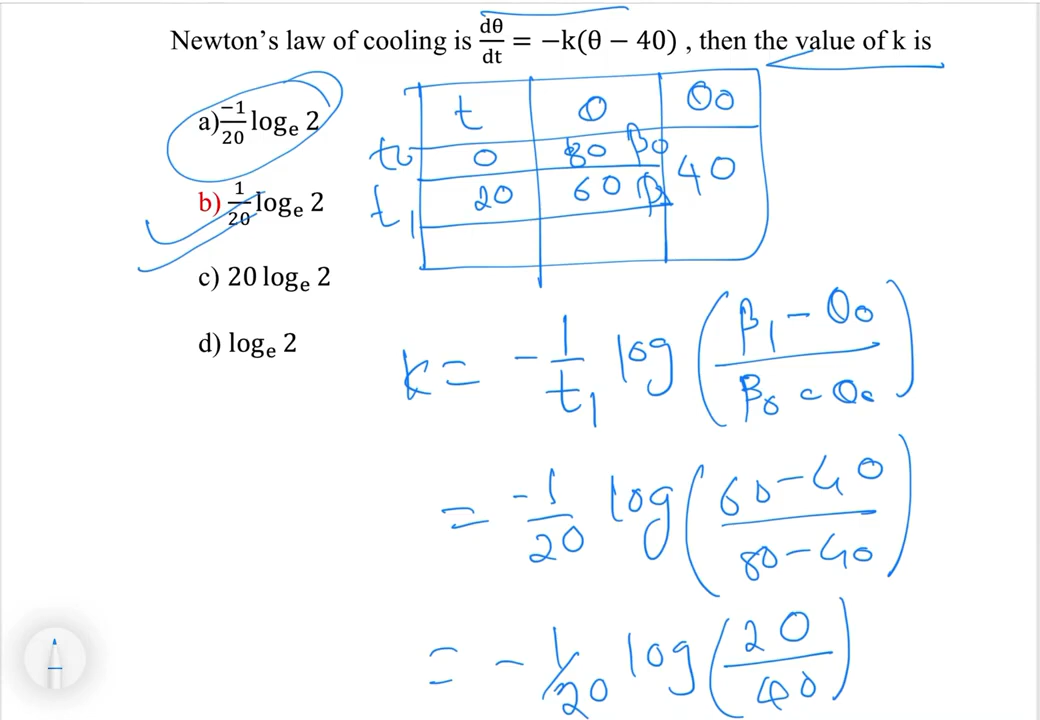 Newton's law of cooling is dθ/dt = −k(θ − 40) , then the value of k is
a) −1/20 logₑ 2
b) 1/20 logₑ 2
c) 20 logₑ 2
d) logₑ 2
t θ θ₀
t₀ 0 80 β₀ 40
t₁ 20 60 β₁
k = - 1/t₁ log (β₁ - θ₀ / β₀ - θ₀)
= -1/20 log (60-40 / 80-40)
= - 1/20 log (20/40)